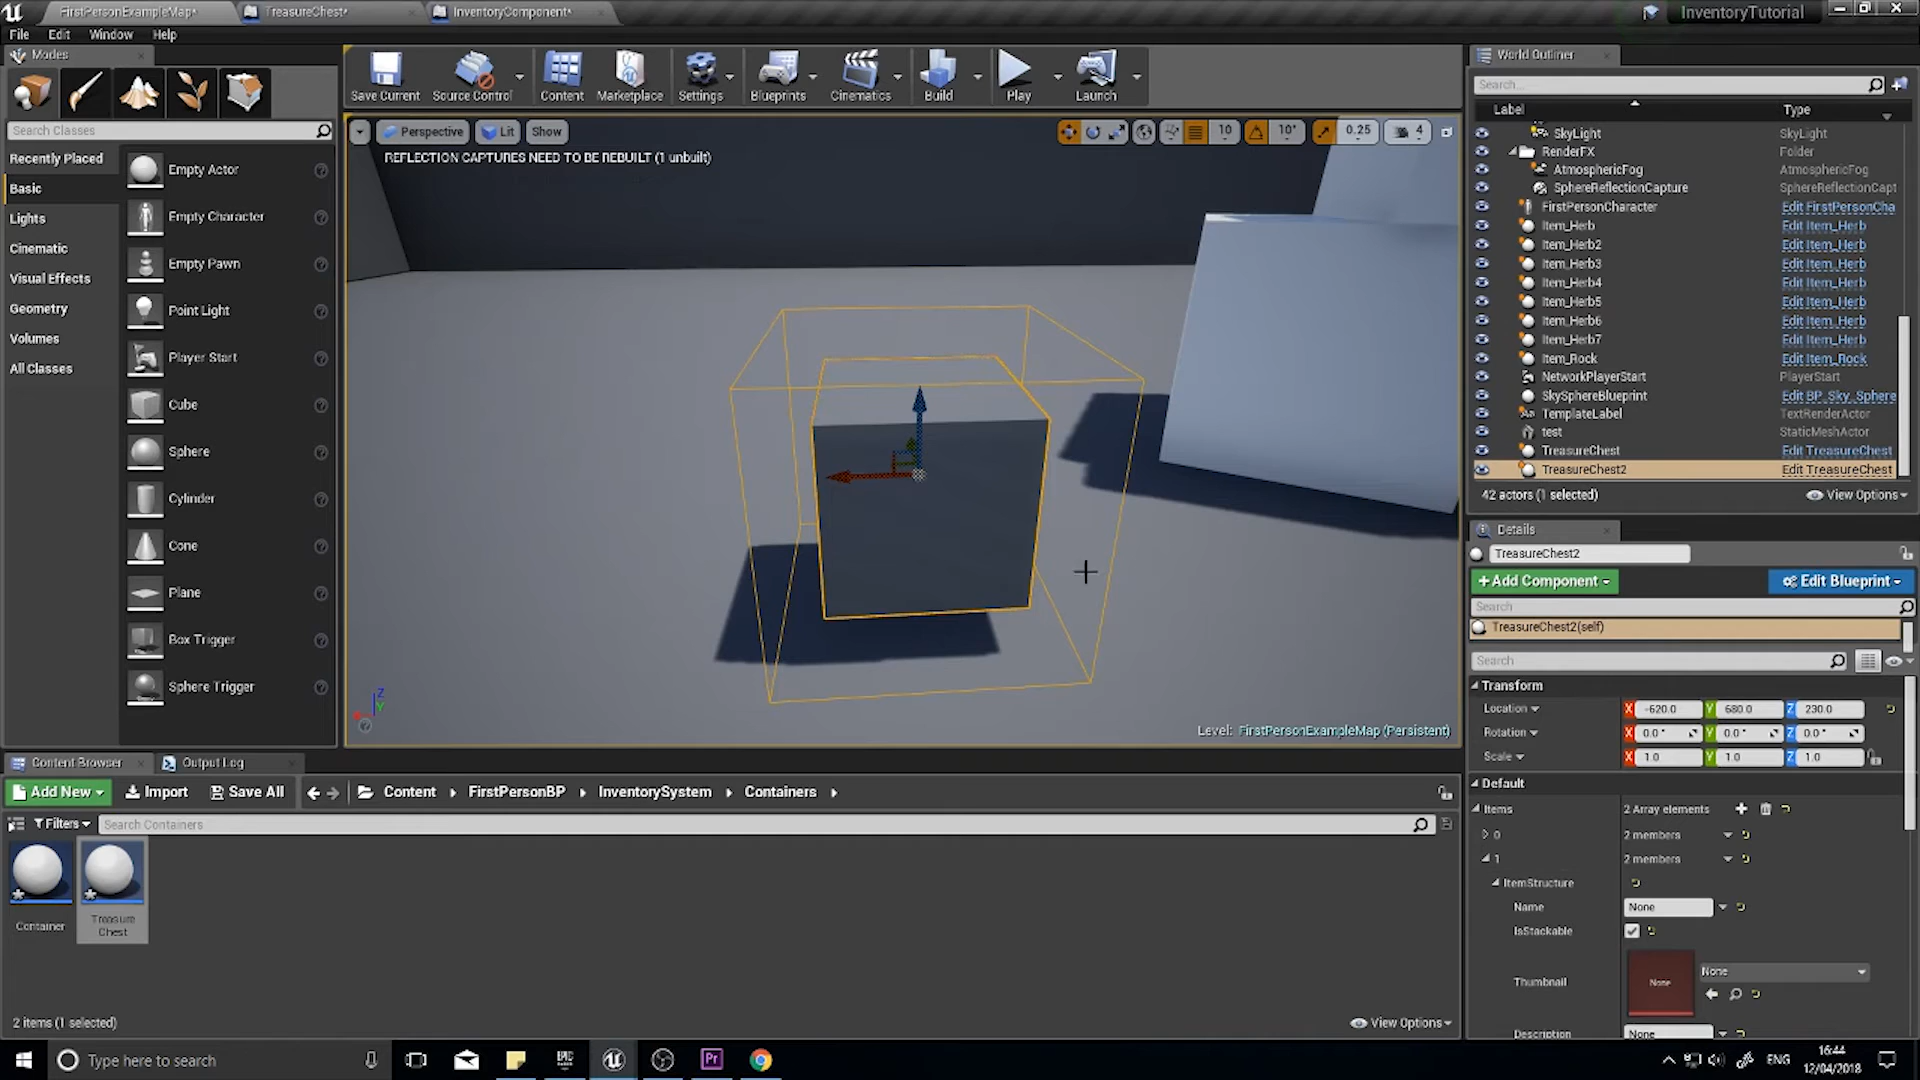 FirstPersonExampleMap*
TreasureChest*
InventoryComponent*
InventoryTutorial
File Edit Window Help
Modes
Search Classes
Recently Placed
Basic
Lights
Cinematic
Visual Effects
Geometry
Volumes
All Classes
Empty Actor
Empty Character
Empty Pawn
Point Light
Player Start
Cube
Sphere
Cylinder
Cone
Plane
Box Trigger
Sphere Trigger
Save Current
Source Control
Content
Marketplace
Settings
Blueprints
Cinematics
Build
Play
Launch
Perspective
Lit
Show
10
10°
0.25
4
REFLECTION CAPTURES NEED TO BE REBUILT (1 unbuilt)
Z
Y
Level: FirstPersonExampleMap (Persistent)
World Outliner
Search...
Label Type
SkyLight SkyLight
RenderFX Folder
AtmosphericFog AtmosphericFog
SphereReflectionCapture SphereReflectionCapt
FirstPersonCharacter Edit FirstPersonCha
Item_Herb Edit Item_Herb
Item_Herb2 Edit Item_Herb
Item_Herb3 Edit Item_Herb
Item_Herb4 Edit Item_Herb
Item_Herb5 Edit Item_Herb
Item_Herb6 Edit Item_Herb
Item_Herb7 Edit Item_Herb
Item_Rock Edit Item_Rock
NetworkPlayerStart PlayerStart
SkySphereBlueprint Edit BP_Sky_Sphere
TemplateLabel TextRenderActor
test StaticMeshActor
TreasureChest Edit TreasureChest
TreasureChest2 Edit TreasureChest
42 actors (1 selected) View Options
Details
TreasureChest2
+Add Component Edit Blueprint
Search
TreasureChest2(self)
Search
Transform
Location X -620.0 Y 680.0 Z 230.0
Rotation X 0.0° Y 0.0° Z 0.0°
Scale X 1.0 Y 1.0 Z 1.0
Default
Items 2 Array elements
0 2 members
1 2 members
ItemStructure
Name None
IsStackable
Thumbnail None None
Description None
Content Browser
Output Log
Add New Import Save All Content FirstPersonBP InventorySystem Containers
Filters Search Containers
Container
Treasure
Chest
2 items (1 selected) View Options
Type here to search
EPIC
Pr
ENG
16:44
12/04/2018